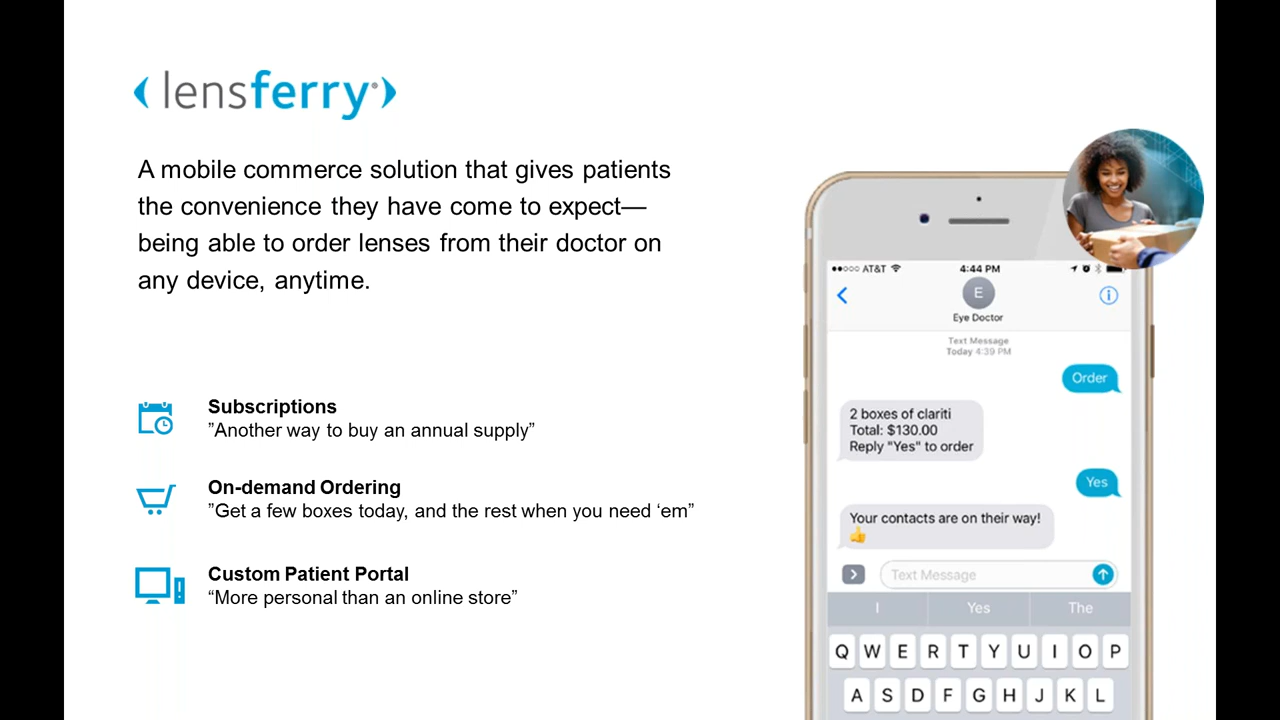 lensferry®
A mobile commerce solution that gives patients
the convenience they have come to expect—
being able to order lenses from their doctor on
any device, anytime.
Subscriptions
”Another way to buy an annual supply”
On-demand Ordering
”Get a few boxes today, and the rest when you need ‘em”
Custom Patient Portal
“More personal than an online store”
AT&T 4:44 PM
E
Eye Doctor
Text Message
Today 4:39 PM
Order
2 boxes of clariti
Total: $130.00
Reply "Yes" to order
Yes
Your contacts are on their way!
👍
Text Message
I Yes The
Q W E R T Y U I O P
A S D F G H J K L